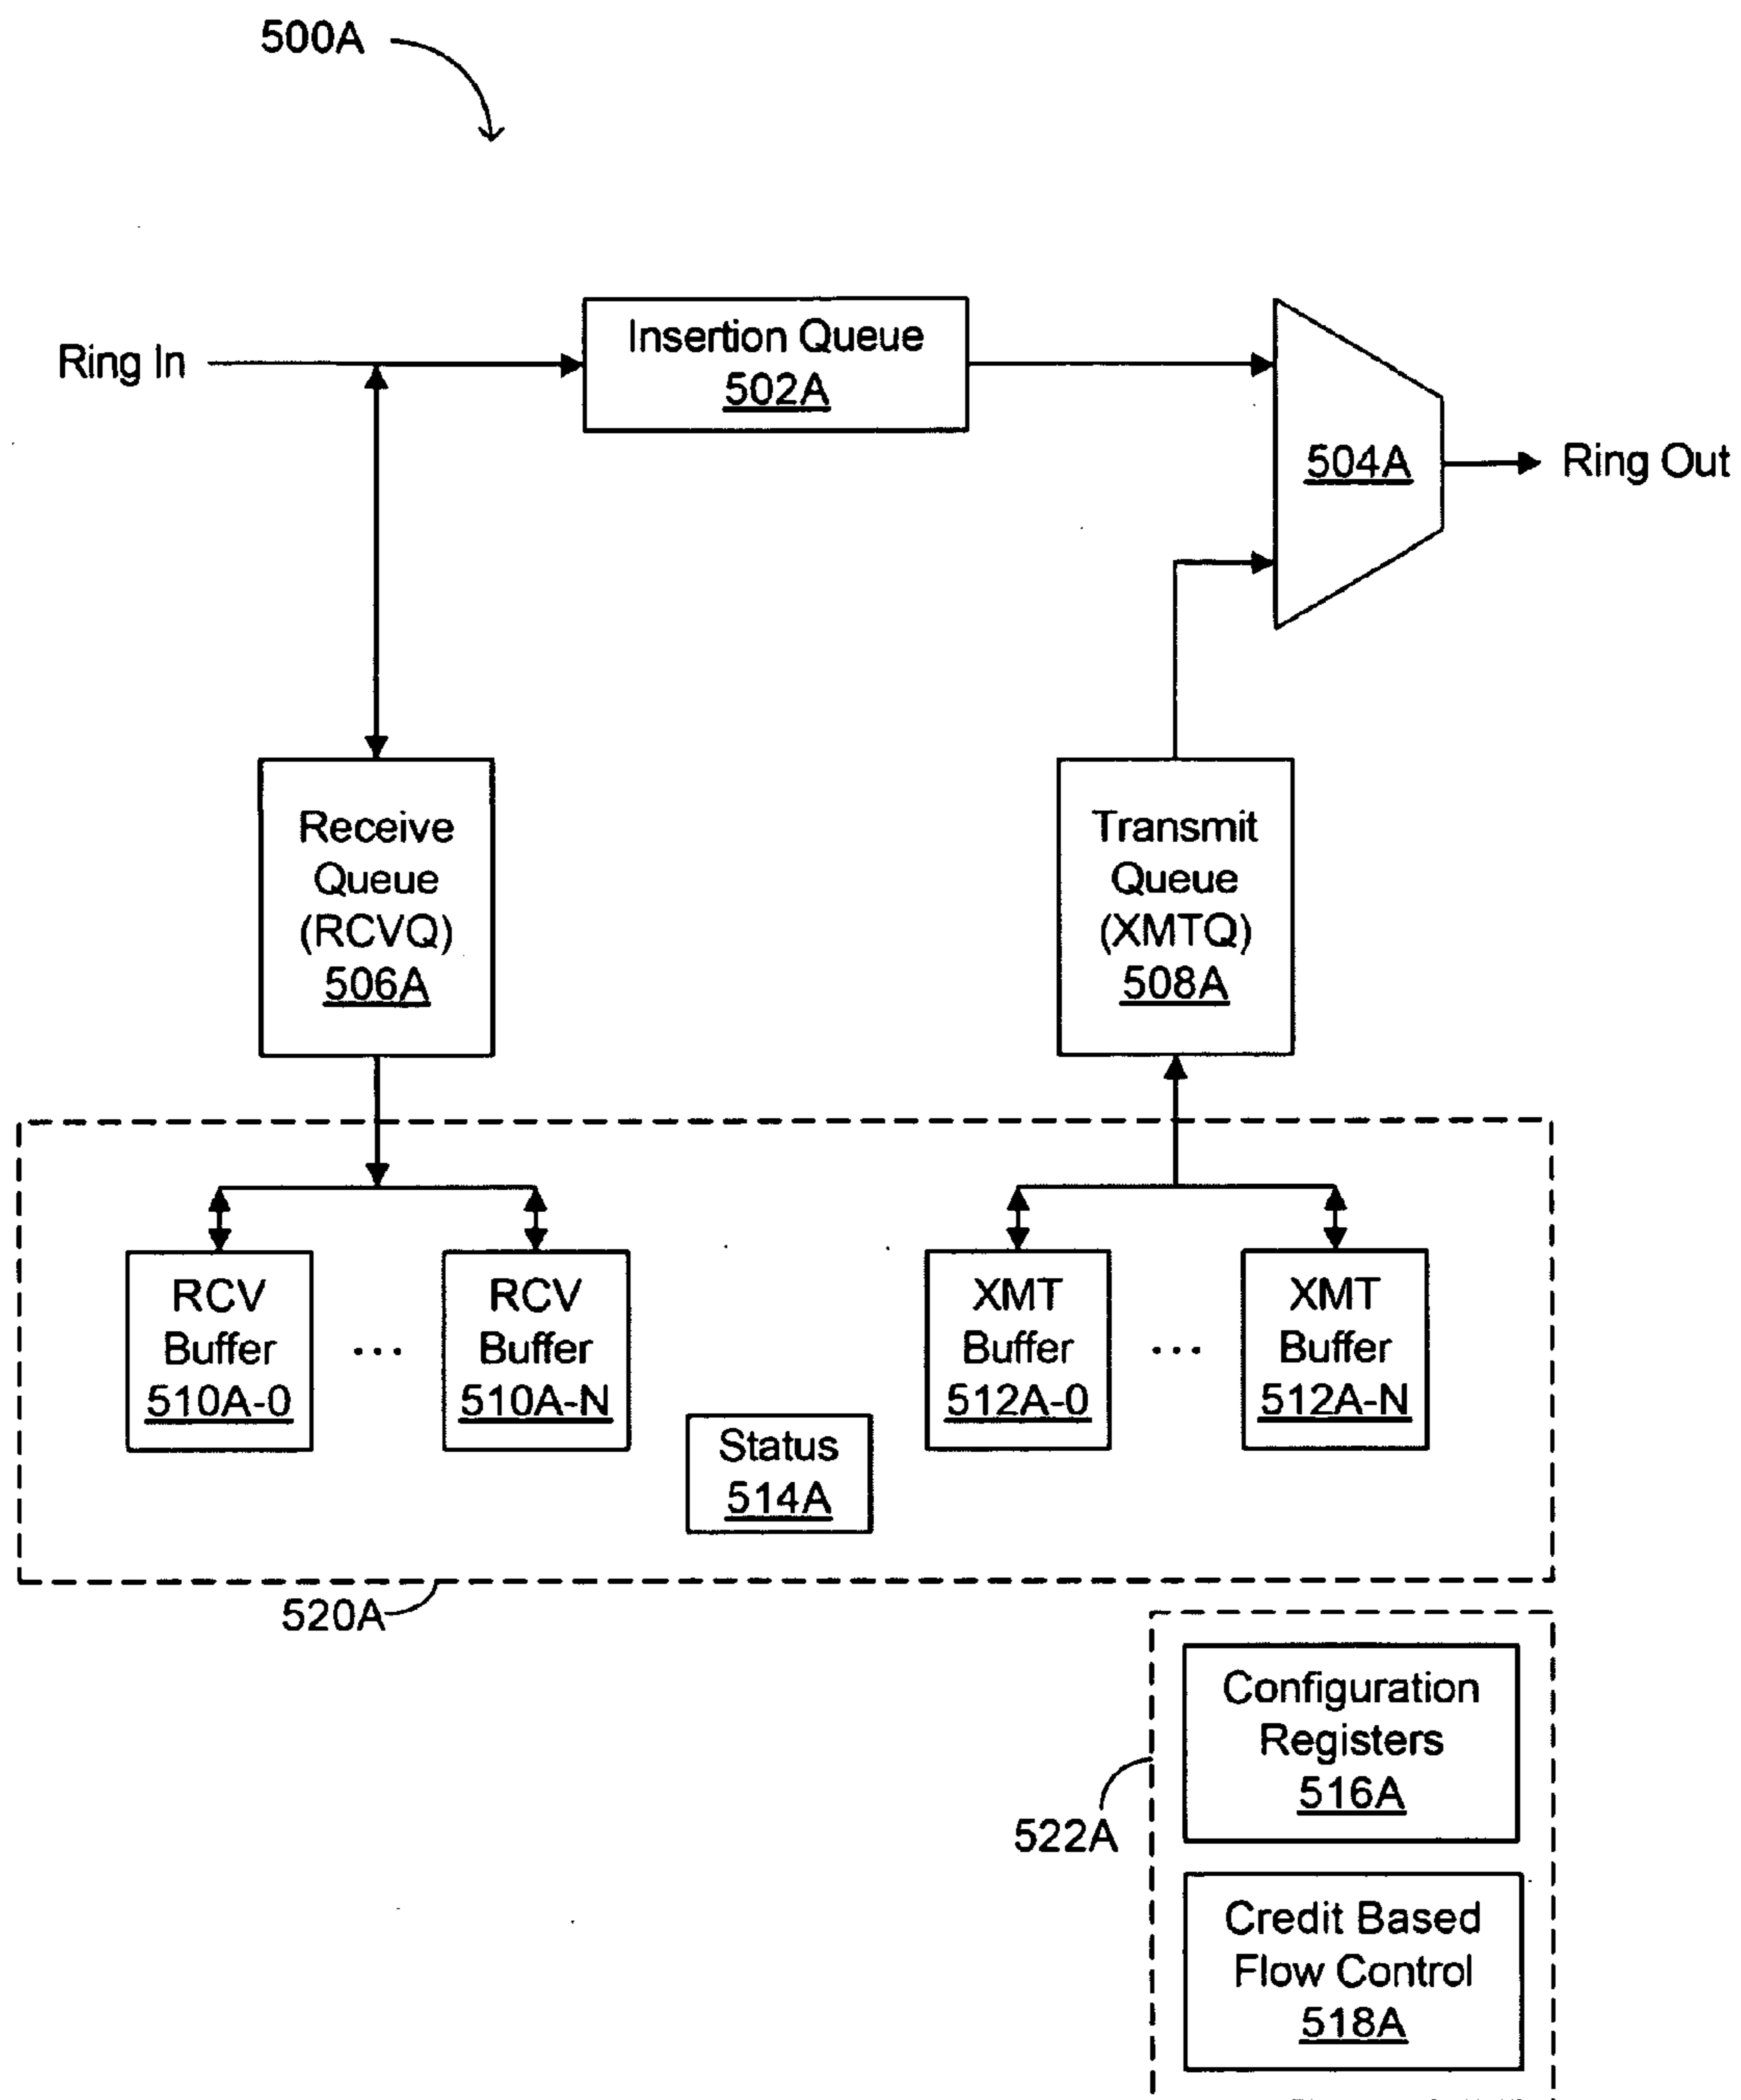 500A
Ring In
Insertion Queue
502A
504A
Ring Out
Receive
Queue
(RCVQ)
506A
Transmit
Queue
(XMTQ)
508A
RCV
Buffer
510A-0
...
RCV
Buffer
510A-N
Status
514A
XMT
Buffer
512A-0
...
XMT
Buffer
512A-N
520A
522A
Configuration
Registers
516A
Credit Based
Flow Control
518A